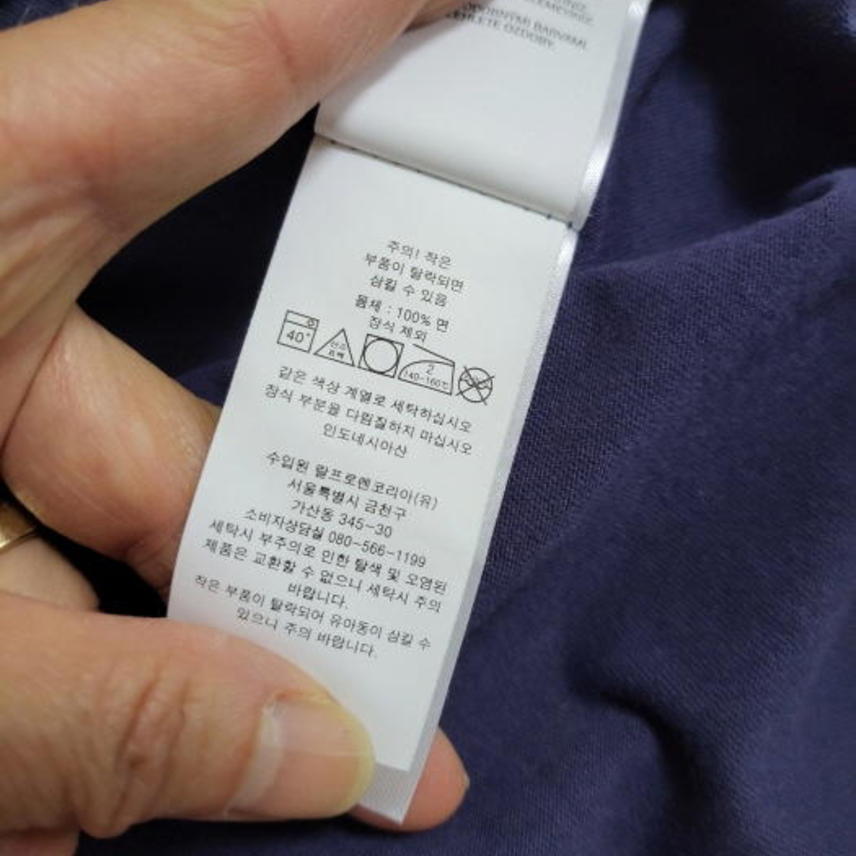 ODOBNÝMI BARVAMI.
ŽEHLETE OZDOBY.
주의! 작은
부품이 탈락되면
삼킬 수 있음
몸체 : 100% 면
장식 제외
40°
산소
표백
2
140~160℃
같은 색상 계열로 세탁하십시오
장식 부분을 다림질하지 마십시오
인도네시아산
수입원 랄프로렌코리아(유)
서울특별시 금천구
가산동 345-30
소비자상담실 080-566-1199
세탁시 부주의로 인한 탈색 및 오염된
제품은 교환할 수 없으니 세탁시 주의
바랍니다.
작은 부품이 탈락되어 유아동이 삼킬 수
있으니 주의 바랍니다.